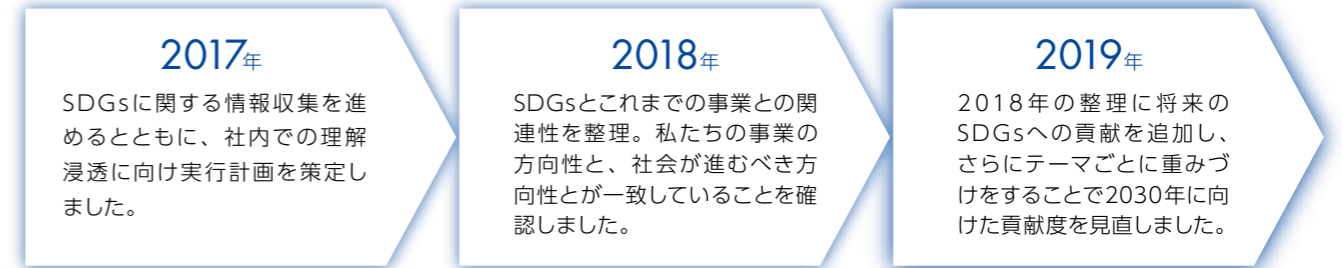 2017年
SDGsに関する情報収集を進
めるとともに、社内での理解
浸透に向け実行計画を策定し
ました。
2018年
SDGsとこれまでの事業との関
連性を整理。私たちの事業の
方向性と、社会が進むべき方
向性とが一致していることを確
認しました。
2019年
2018年の整理に将来の
SDGsへの貢献を追加し、
さらにテーマごとに重みづ
けをすることで2030年に向
けた貢献度を見直しました。